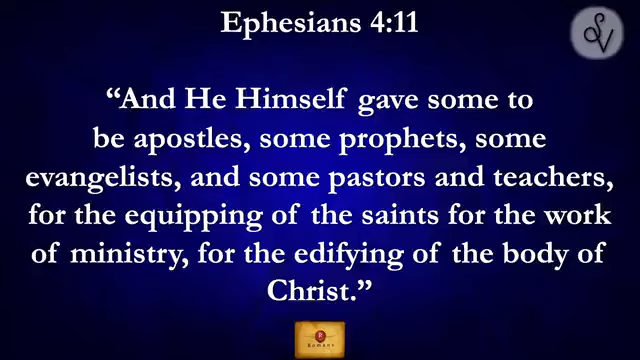 Ephesians 4:11
SV
“And He Himself gave some to
be apostles, some prophets, some
evangelists, and some pastors and teachers,
for the equipping of the saints for the work
of ministry, for the edifying of the body of
Christ.”
R
Romans